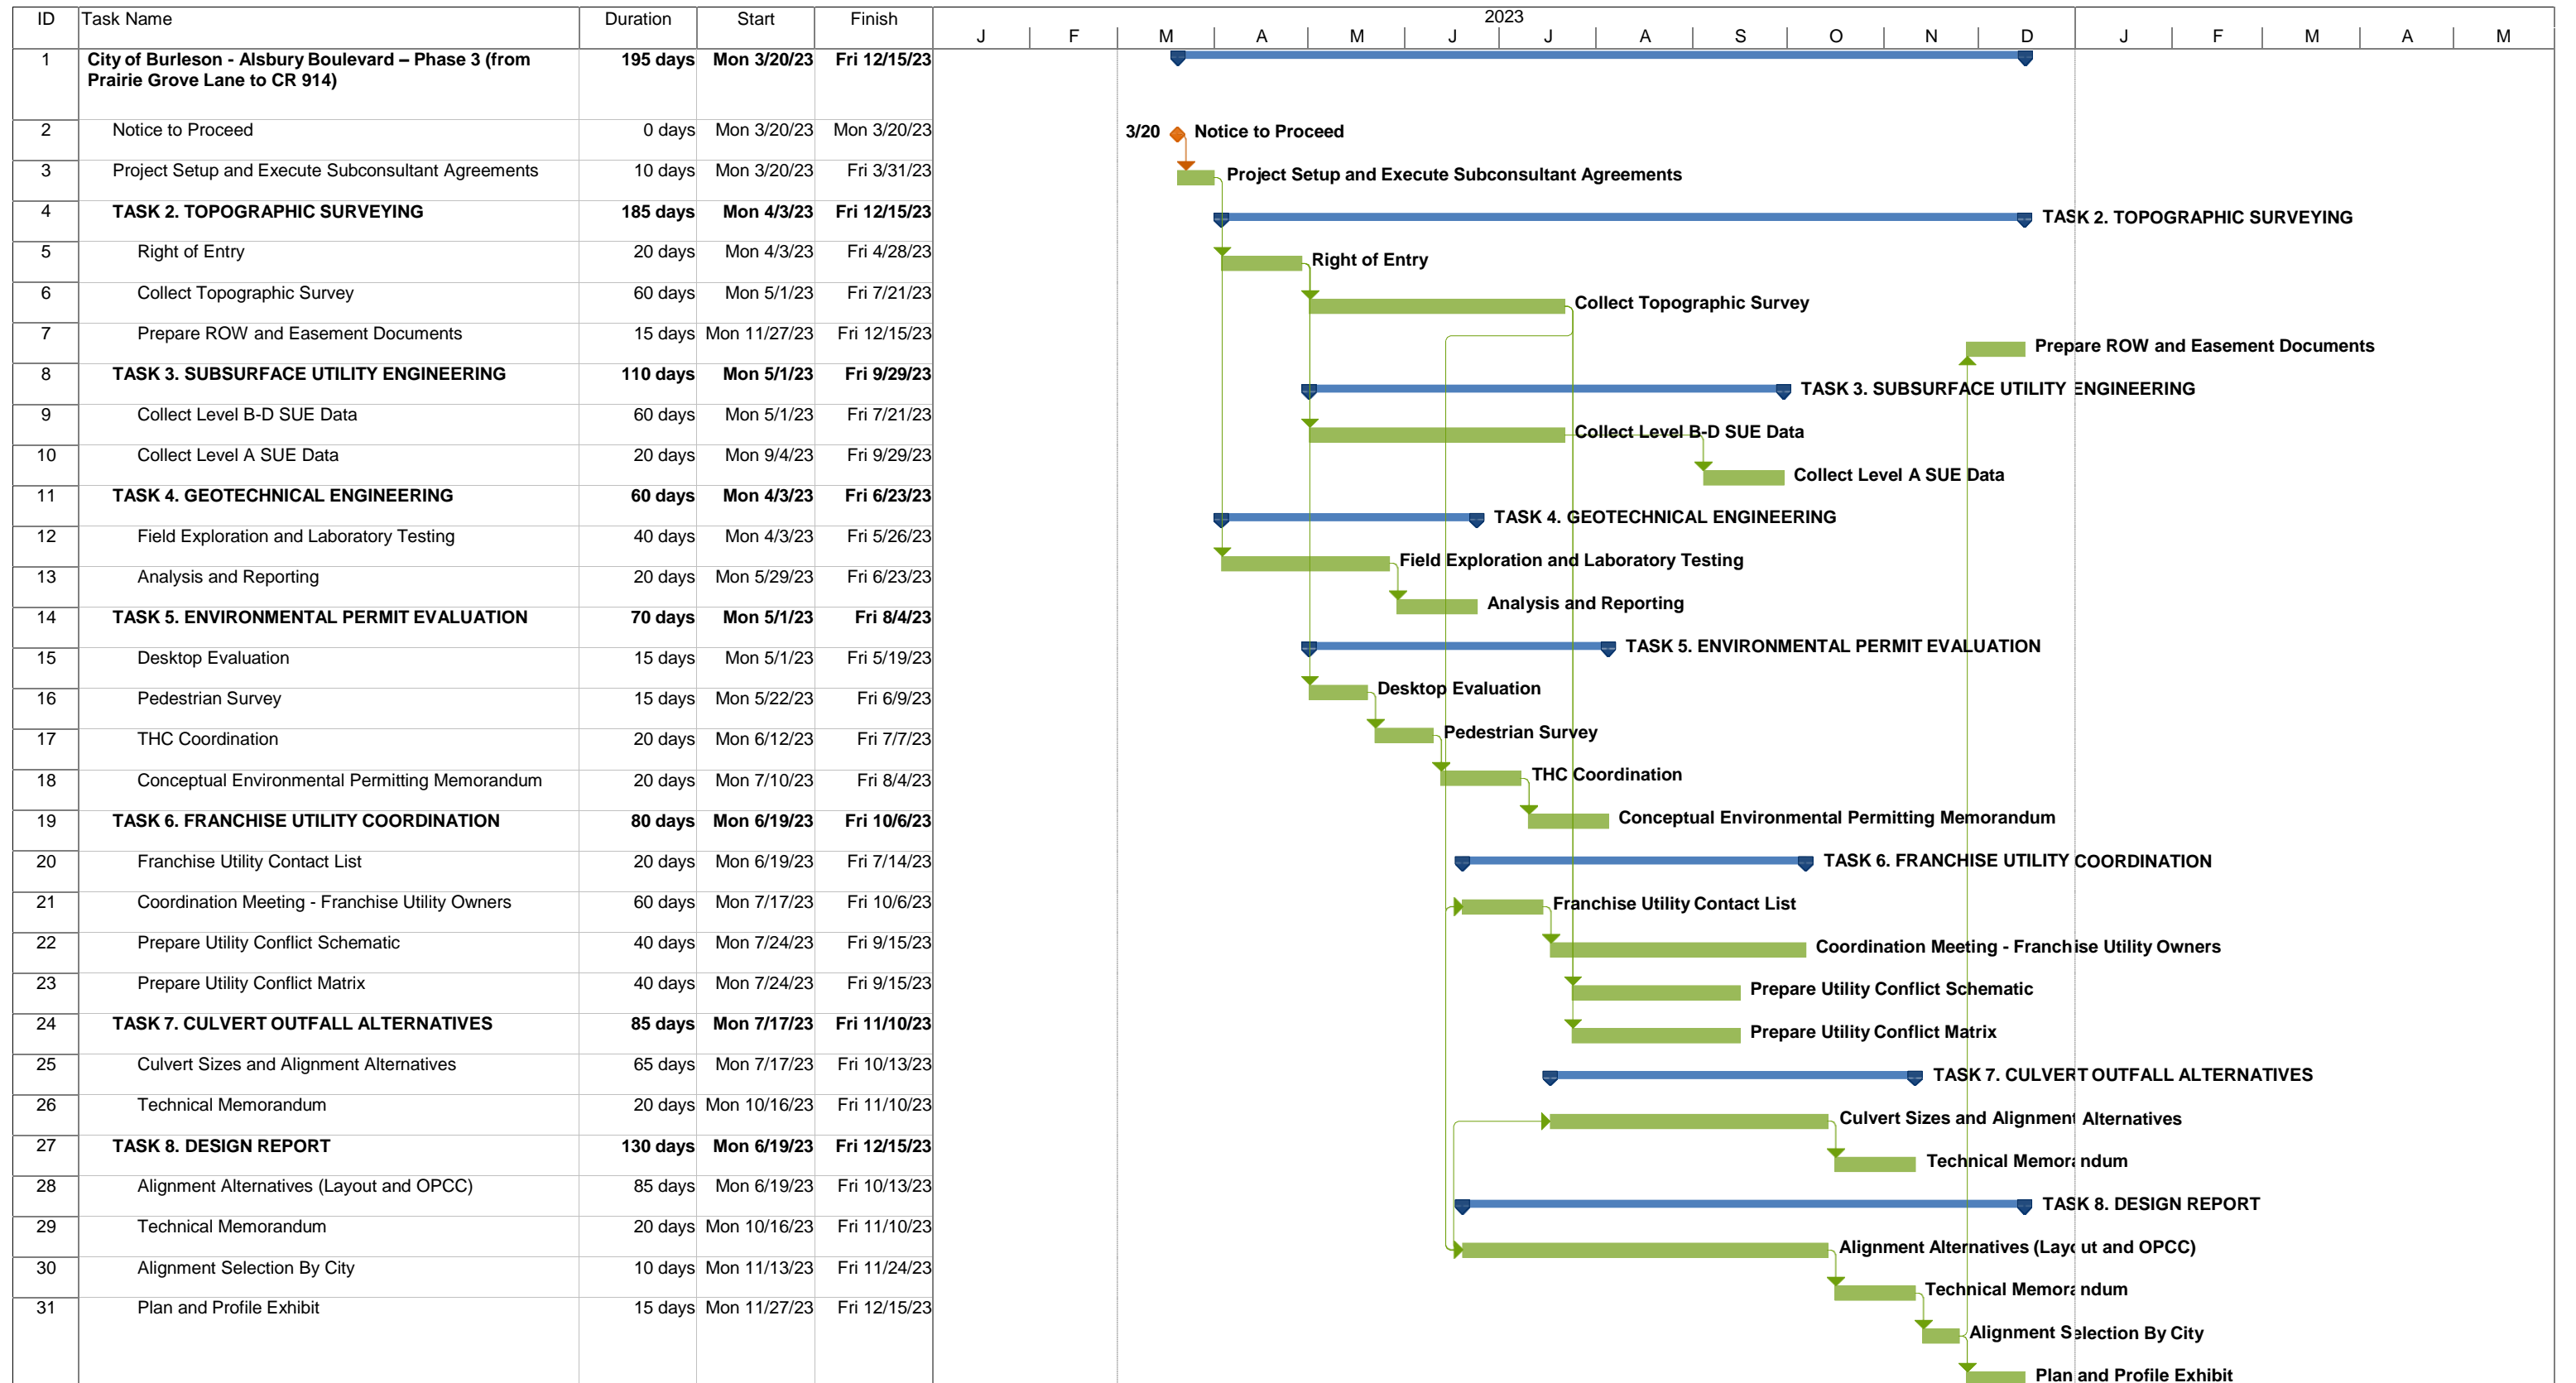 ID Task Name Duration Start Finish 2023
J F M A M J J A S O N D J F M A M
1 City of Burleson - Alsbury Boulevard – Phase 3 (from 195 days Mon 3/20/23 Fri 12/15/23
Prairie Grove Lane to CR 914)
2 Notice to Proceed 0 days Mon 3/20/23 Mon 3/20/23 3/20 Notice to Proceed
3 Project Setup and Execute Subconsultant Agreements 10 days Mon 3/20/23 Fri 3/31/23 Project Setup and Execute Subconsultant Agreements
4 TASK 2. TOPOGRAPHIC SURVEYING 185 days Mon 4/3/23 Fri 12/15/23 TASK 2. TOPOGRAPHIC SURVEYING
5 Right of Entry 20 days Mon 4/3/23 Fri 4/28/23 Right of Entry
6 Collect Topographic Survey 60 days Mon 5/1/23 Fri 7/21/23 Collect Topographic Survey
7 Prepare ROW and Easement Documents 15 days Mon 11/27/23 Fri 12/15/23 Prepare ROW and Easement Documents
8 TASK 3. SUBSURFACE UTILITY ENGINEERING 110 days Mon 5/1/23 Fri 9/29/23 TASK 3. SUBSURFACE UTILITY ENGINEERING
9 Collect Level B-D SUE Data 60 days Mon 5/1/23 Fri 7/21/23 Collect Level B-D SUE Data
10 Collect Level A SUE Data 20 days Mon 9/4/23 Fri 9/29/23 Collect Level A SUE Data
11 TASK 4. GEOTECHNICAL ENGINEERING 60 days Mon 4/3/23 Fri 6/23/23 TASK 4. GEOTECHNICAL ENGINEERING
12 Field Exploration and Laboratory Testing 40 days Mon 4/3/23 Fri 5/26/23 Field Exploration and Laboratory Testing
13 Analysis and Reporting 20 days Mon 5/29/23 Fri 6/23/23 Analysis and Reporting
14 TASK 5. ENVIRONMENTAL PERMIT EVALUATION 70 days Mon 5/1/23 Fri 8/4/23 TASK 5. ENVIRONMENTAL PERMIT EVALUATION
15 Desktop Evaluation 15 days Mon 5/1/23 Fri 5/19/23 Desktop Evaluation
16 Pedestrian Survey 15 days Mon 5/22/23 Fri 6/9/23 Pedestrian Survey
17 THC Coordination 20 days Mon 6/12/23 Fri 7/7/23 THC Coordination
18 Conceptual Environmental Permitting Memorandum 20 days Mon 7/10/23 Fri 8/4/23 Conceptual Environmental Permitting Memorandum
19 TASK 6. FRANCHISE UTILITY COORDINATION 80 days Mon 6/19/23 Fri 10/6/23 TASK 6. FRANCHISE UTILITY COORDINATION
20 Franchise Utility Contact List 20 days Mon 6/19/23 Fri 7/14/23 Franchise Utility Contact List
21 Coordination Meeting - Franchise Utility Owners 60 days Mon 7/17/23 Fri 10/6/23 Coordination Meeting - Franchise Utility Owners
22 Prepare Utility Conflict Schematic 40 days Mon 7/24/23 Fri 9/15/23 Prepare Utility Conflict Schematic
23 Prepare Utility Conflict Matrix 40 days Mon 7/24/23 Fri 9/15/23 Prepare Utility Conflict Matrix
24 TASK 7. CULVERT OUTFALL ALTERNATIVES 85 days Mon 7/17/23 Fri 11/10/23 TASK 7. CULVERT OUTFALL ALTERNATIVES
25 Culvert Sizes and Alignment Alternatives 65 days Mon 7/17/23 Fri 10/13/23 Culvert Sizes and Alignment Alternatives
26 Technical Memorandum 20 days Mon 10/16/23 Fri 11/10/23 Technical Memorandum
27 TASK 8. DESIGN REPORT 130 days Mon 6/19/23 Fri 12/15/23 TASK 8. DESIGN REPORT
28 Alignment Alternatives (Layout and OPCC) 85 days Mon 6/19/23 Fri 10/13/23 Alignment Alternatives (Layout and OPCC)
29 Technical Memorandum 20 days Mon 10/16/23 Fri 11/10/23 Technical Memorandum
30 Alignment Selection By City 10 days Mon 11/13/23 Fri 11/24/23 Alignment Selection By City
31 Plan and Profile Exhibit 15 days Mon 11/27/23 Fri 12/15/23 Plan and Profile Exhibit